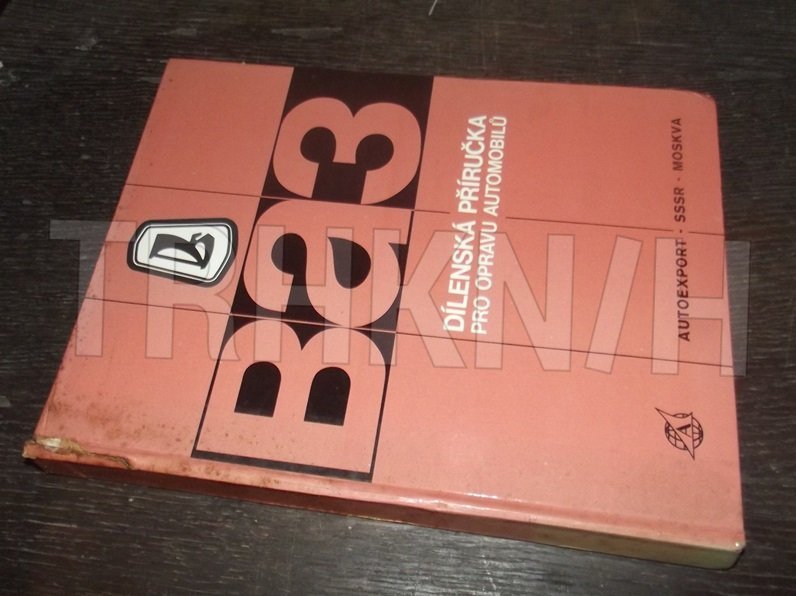 Ваз
DÍLENSKÁ PŘÍRUČKA
PRO OPRAVU AUTOMOBILŮ
AUTOEXPORT · SSSR · MOSKVA
A
TRHKNIH